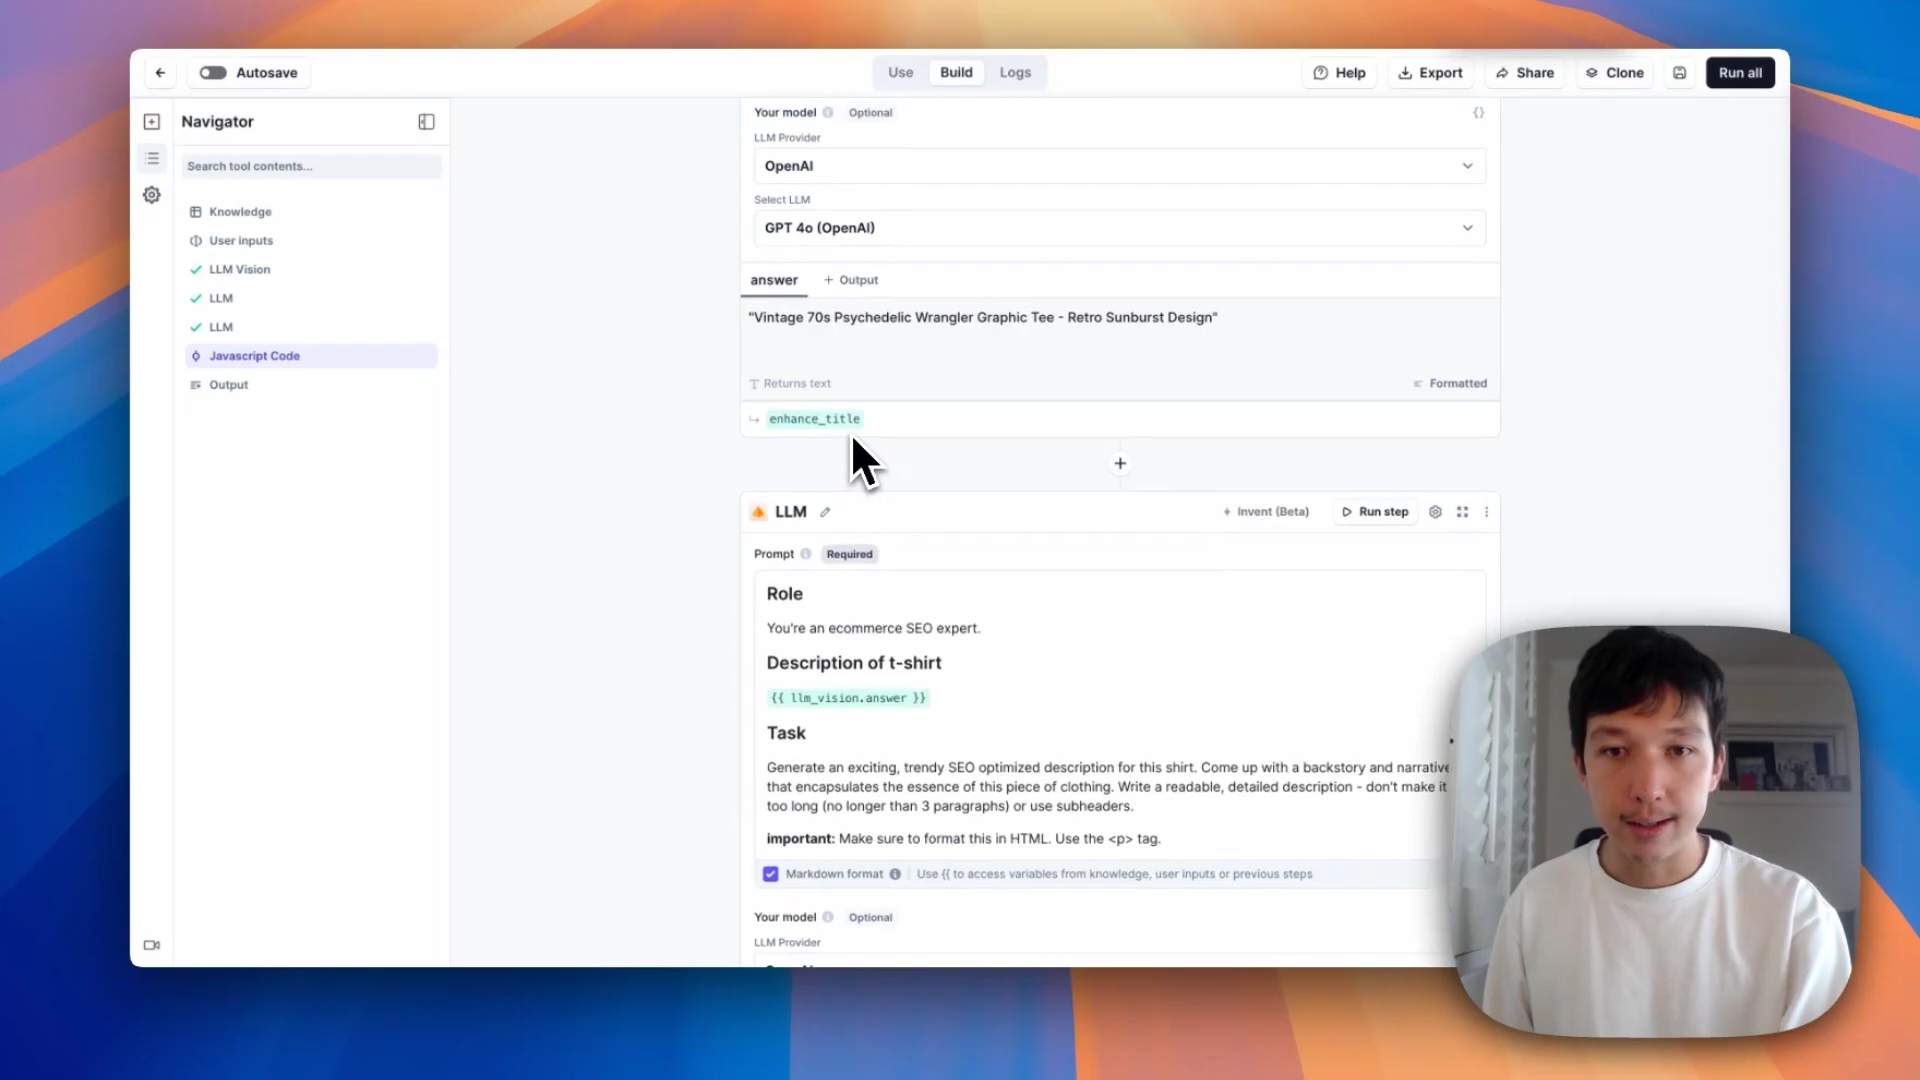 Autosave
Use
Build
Logs
Help
Export
Share
Clone
Run all
Navigator
Search tool contents...
Knowledge
User inputs
LLM Vision
LLM
LLM
Javascript Code
Output
Your model Optional {}
LLM Provider
OpenAI
Select LLM
GPT 4o (OpenAI)
answer + Output
"Vintage 70s Psychedelic Wrangler Graphic Tee - Retro Sunburst Design"
T Returns text Formatted
enhance_title
+
LLM Invent (Beta) Run step
Prompt Required
Role
You're an ecommerce SEO expert.
Description of t-shirt
{{ llm_vision.answer }}
Task
Generate an exciting, trendy SEO optimized description for this shirt. Come up with a backstory and narrative
that encapsulates the essence of this piece of clothing. Write a readable, detailed description - don't make it
too long (no longer than 3 paragraphs) or use subheaders.
important: Make sure to format this in HTML. Use the <p> tag.
Markdown format Use {{ to access variables from knowledge, user inputs or previous steps
Your model Optional
LLM Provider